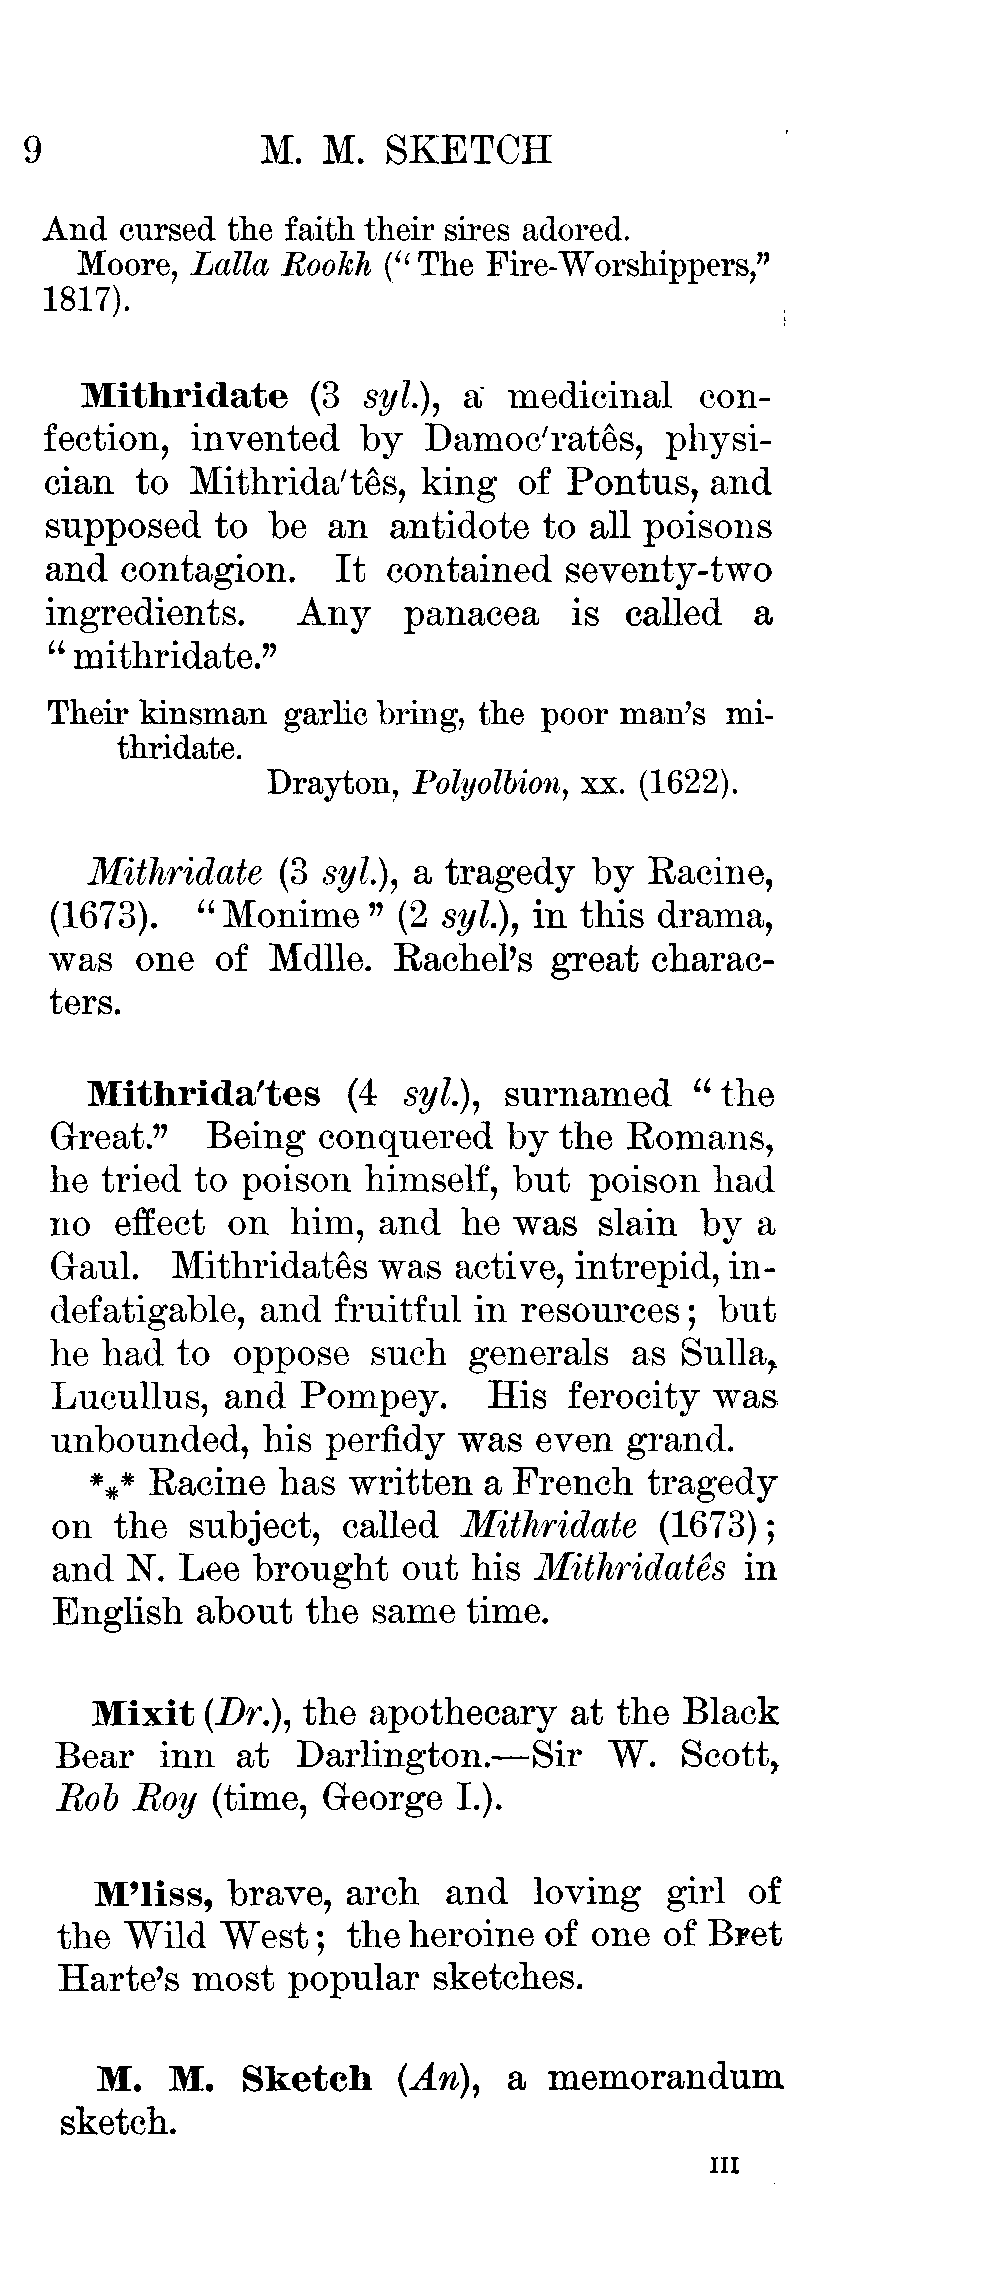 9 M. M. SKETCH
And cursed the faith their sires adored.
Moore, Lalla Rookh (“The Fire-Worshippers,”
1817).
Mithridate (3 syl.), a medicinal con-
fection, invented by Damoc'ratês, physi-
cian to Mithrida'tês, king of Pontus, and
supposed to be an antidote to all poisons
and contagion. It contained seventy-two
ingredients. Any panacea is called a
“mithridate.”
Their kinsman garlic bring, the poor man's mi-
thridate.
Drayton, Polyolbion, xx. (1622).
Mithridate (3 syl.), a tragedy by Racine,
(1673). “Monime” (2 syl.), in this drama,
was one of Mdlle. Rachel's great charac-
ters.
Mithrida'tes (4 syl.), surnamed “the
Great.” Being conquered by the Romans,
he tried to poison himself, but poison had
no effect on him, and he was slain by a
Gaul. Mithridatês was active, intrepid, in-
defatigable, and fruitful in resources; but
he had to oppose such generals as Sulla,
Lucullus, and Pompey. His ferocity was
unbounded, his perfidy was even grand.
*** Racine has written a French tragedy
on the subject, called Mithridate (1673);
and N. Lee brought out his Mithridatês in
English about the same time.
Mixit (Dr.), the apothecary at the Black
Bear inn at Darlington.—Sir W. Scott,
Rob Roy (time, George I.).
M'liss, brave, arch and loving girl of
the Wild West; the heroine of one of Bret
Harte's most popular sketches.
M. M. Sketch (An), a memorandum
sketch.
III